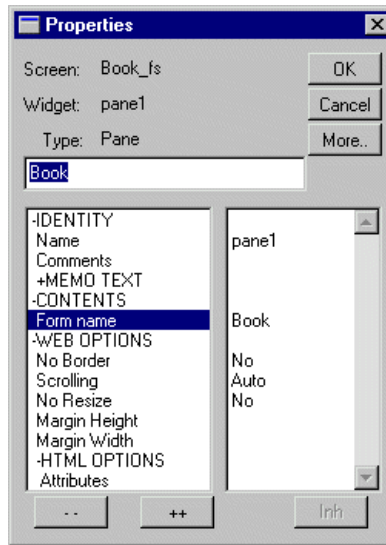 Properties
Screen: Book_fs
OK
Widget: pane1
Cancel
Type: Pane
More..
Book
-IDENTITY
Name pane1
Comments
+MEMO TEXT
-CONTENTS
Form name Book
-WEB OPTIONS
No Border No
Scrolling Auto
No Resize No
Margin Height
Margin Width
-HTML OPTIONS
Attributes
- -
++
Inh